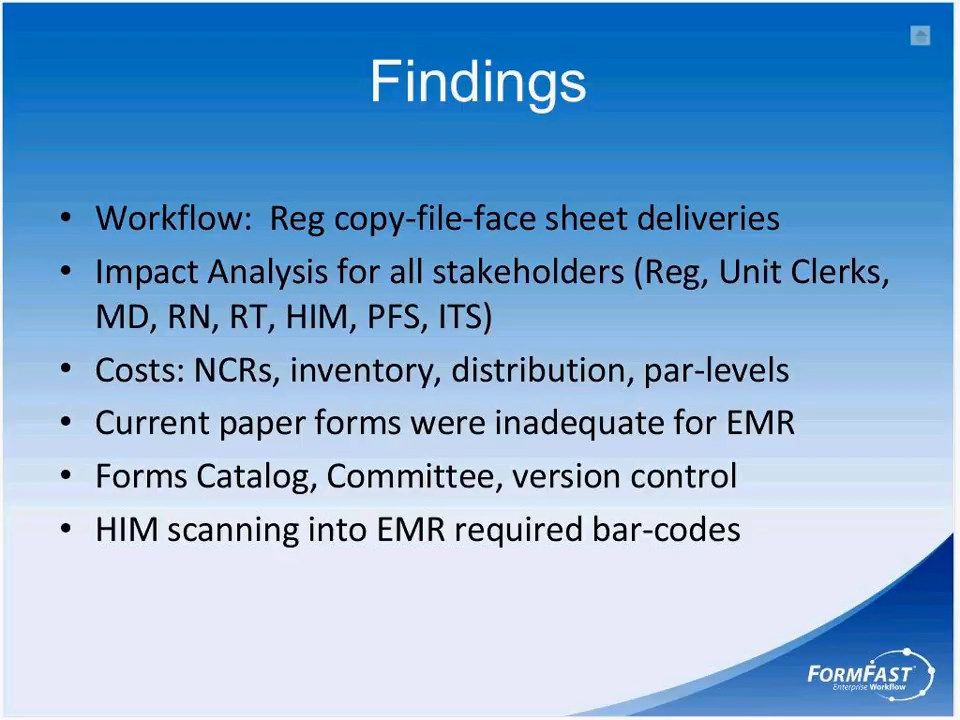 Findings
• Workflow:  Reg copy-file-face sheet deliveries
• Impact Analysis for all stakeholders (Reg, Unit Clerks,
MD, RN, RT, HIM, PFS, ITS)
• Costs: NCRs, inventory, distribution, par-levels
• Current paper forms were inadequate for EMR
• Forms Catalog, Committee, version control
• HIM scanning into EMR required bar-codes
FORMFAST
Enterprise Workflow